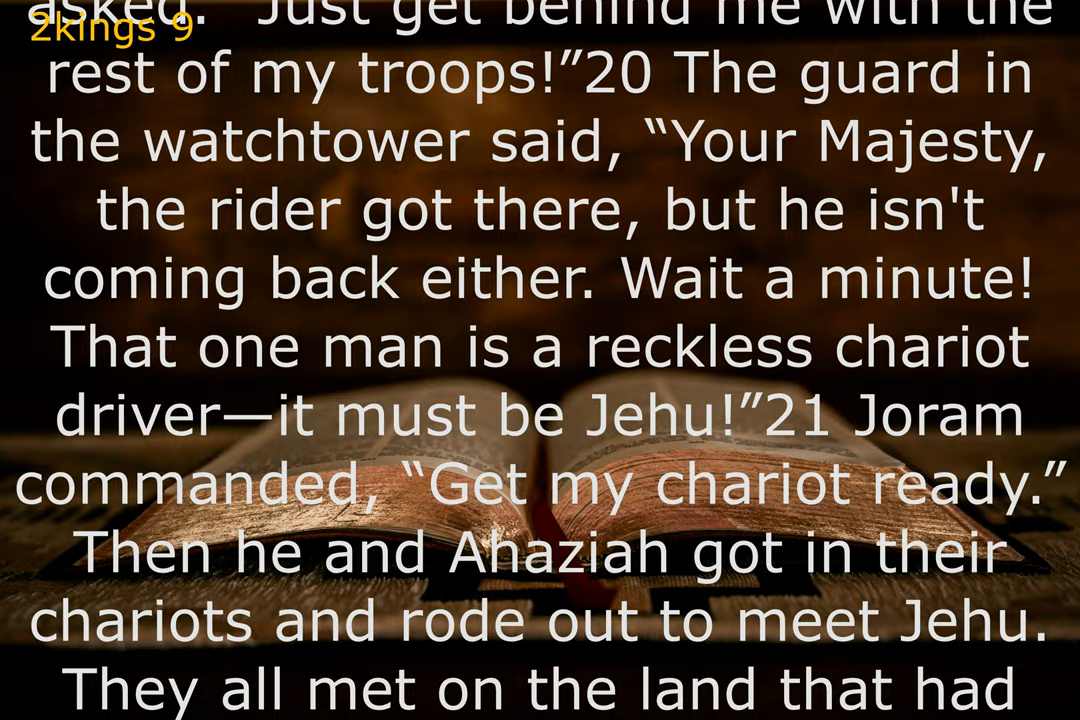 asked. "Just get behind me with the
2kings 9
rest of my troops!”20 The guard in
the watchtower said, “Your Majesty,
the rider got there, but he isn't
coming back either. Wait a minute!
That one man is a reckless chariot
driver—it must be Jehu!”21 Joram
commanded, “Get my chariot ready.”
Then he and Ahaziah got in their
chariots and rode out to meet Jehu.
They all met on the land that had